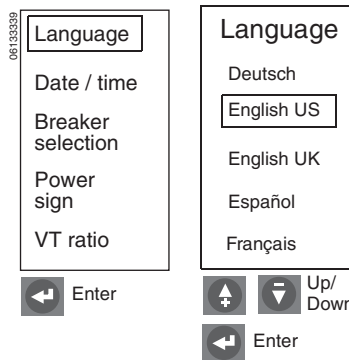 06133339
Language
Date / time
Breaker
selection
Power
sign
VT ratio
Enter
Language
Deutsch
English US
English UK
Español
Français
Up/
Down
Enter